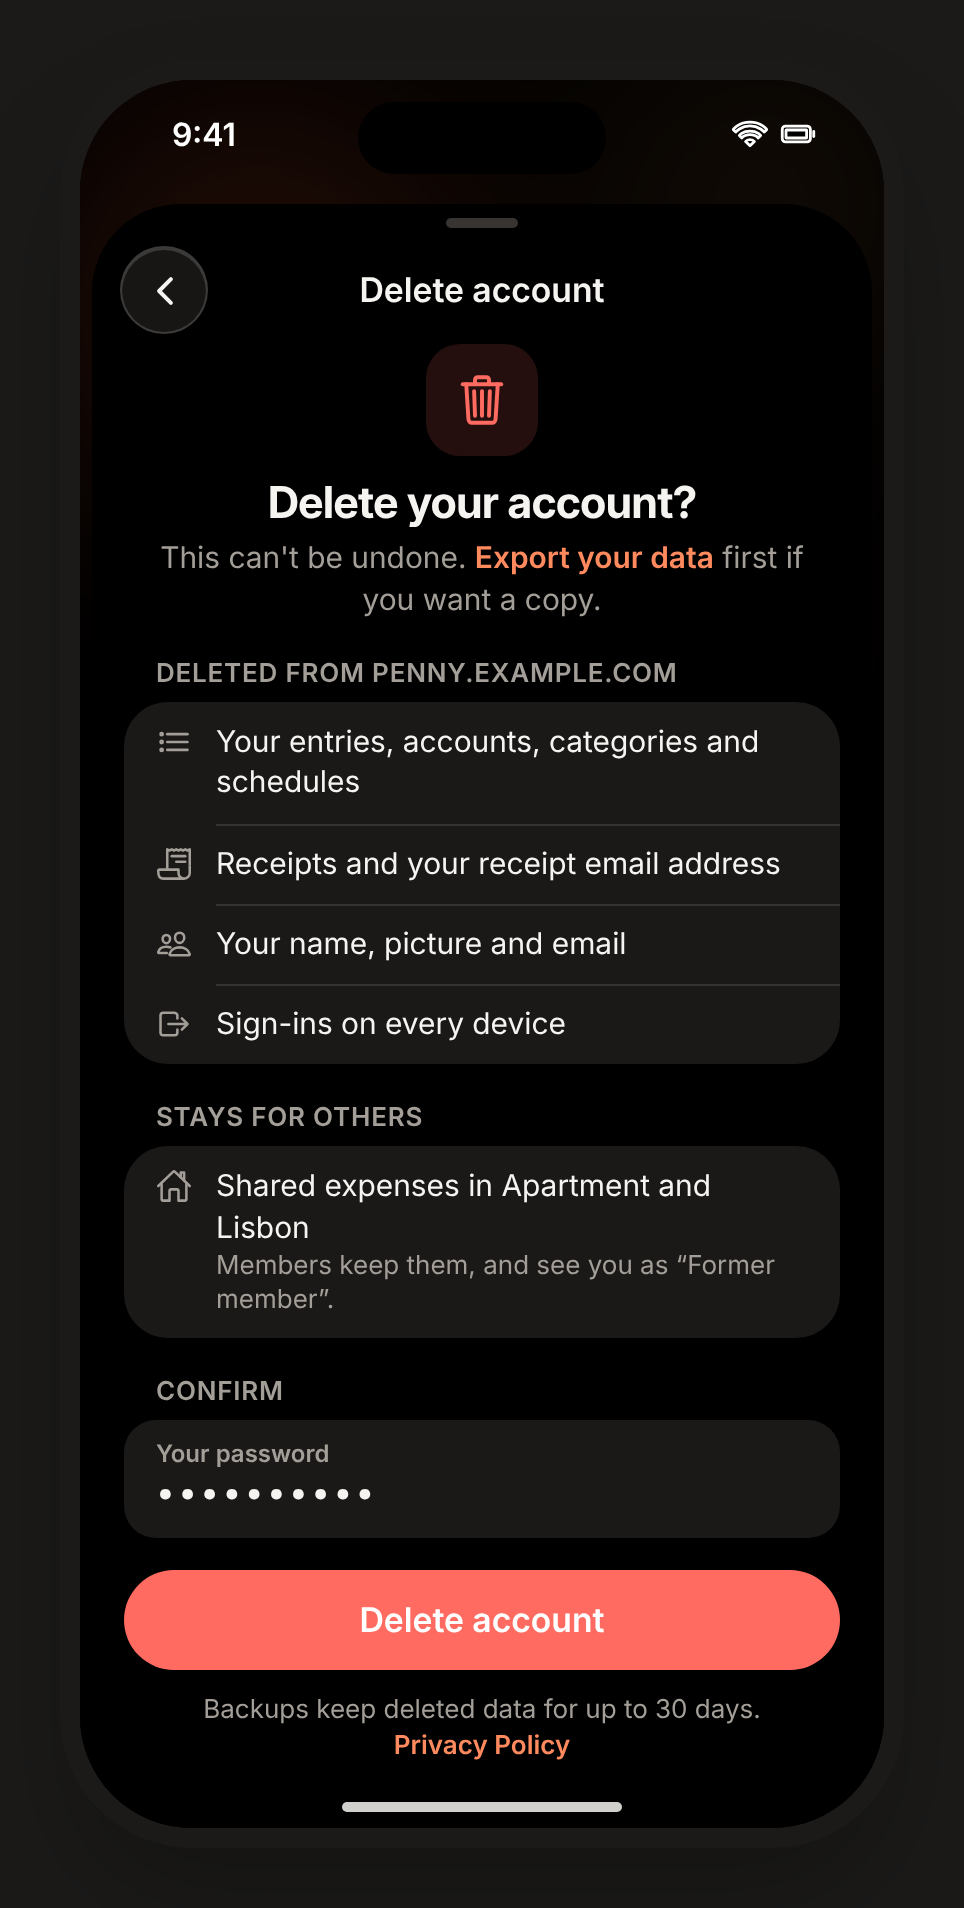 9:41
Delete account
Delete your account?
This can't be undone. Export your data first if
you want a copy.
DELETED FROM PENNY.EXAMPLE.COM
Your entries, accounts, categories and
schedules
Receipts and your receipt email address
Your name, picture and email
Sign-ins on every device
STAYS FOR OTHERS
Shared expenses in Apartment and
Lisbon
Members keep them, and see you as “Former
member”.
CONFIRM
Your password
••••••••••
Delete account
Backups keep deleted data for up to 30 days.
Privacy Policy